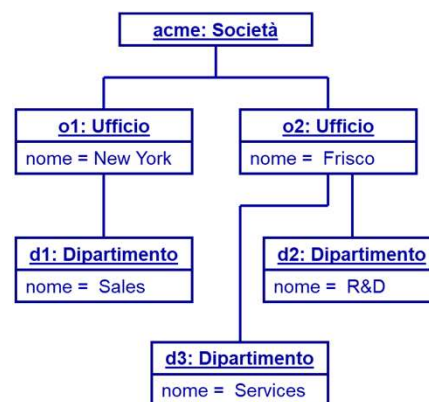 acme: Società
o1: Ufficio
nome = New York
o2: Ufficio
nome = Frisco
d1: Dipartimento
nome = Sales
d2: Dipartimento
nome = R&D
d3: Dipartimento
nome = Services